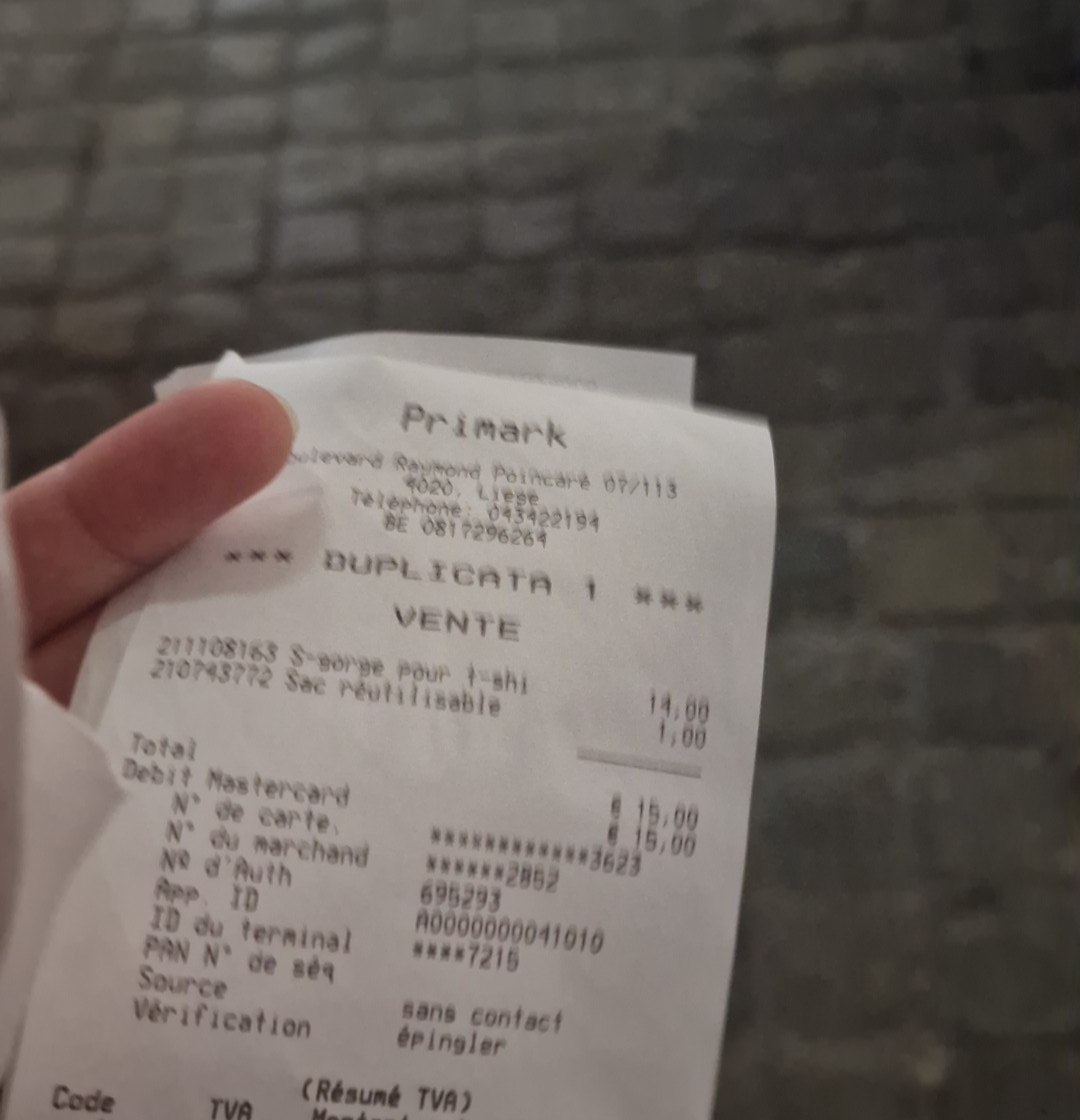 Primark
Raymond Poincaré 07/113
4020, Liege
Téléphone: 043422194
BE 0817296264
*** DUPLICATA 1 ***
VENTE
211108163 S-gorge pour t-shi 14,00
210743772 Sac réutilisable 1,00
Total € 15,00
Debit Mastercard € 15,00
N° de carte. ************3623
N° du marchand ******2852
Nº d'Auth 695293
App. ID A0000000041010
ID du terminal ****7215
PAN N° de séq
Source sans contact
Vérification épingler
(Résumé TVA)
Code TVA